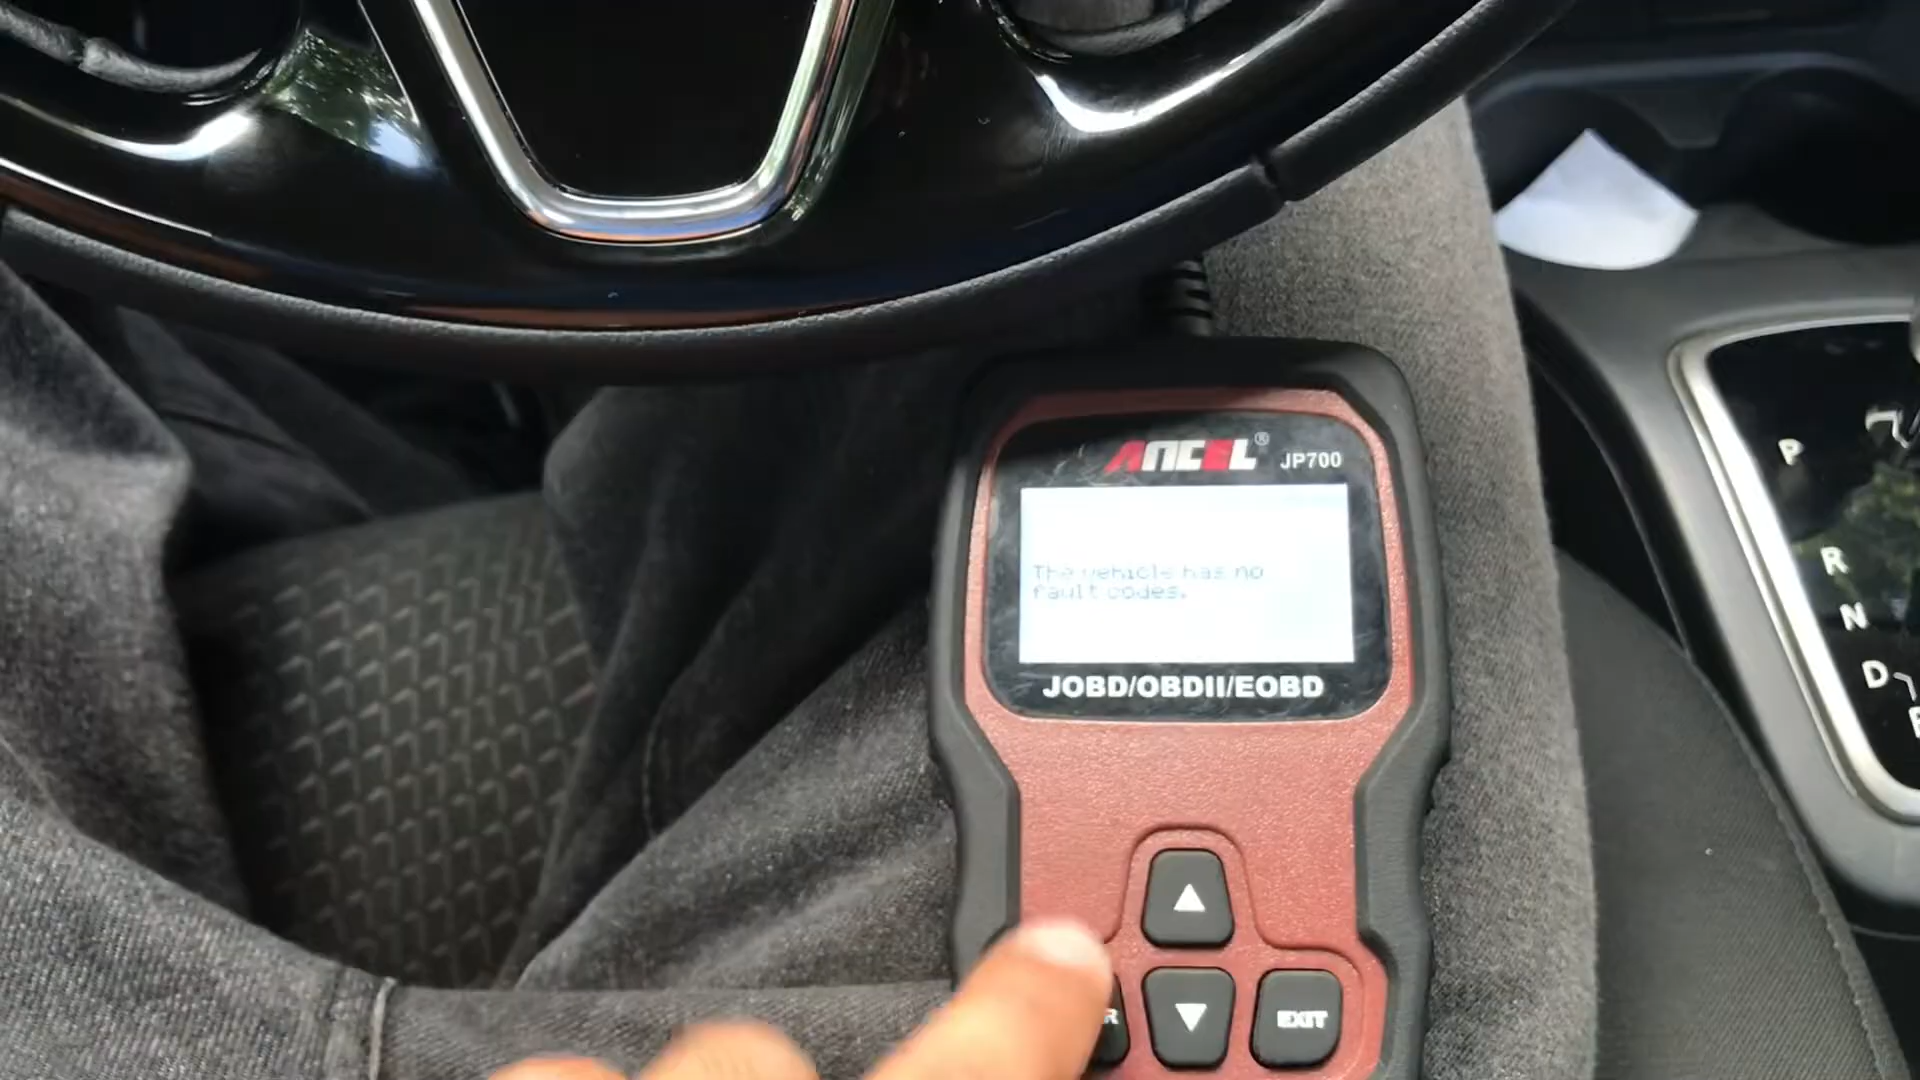 ANCEL® JP700
The vehicle has no
fault codes.
JOBD/OBDII/EOBD
EXIT
P
R
N
D